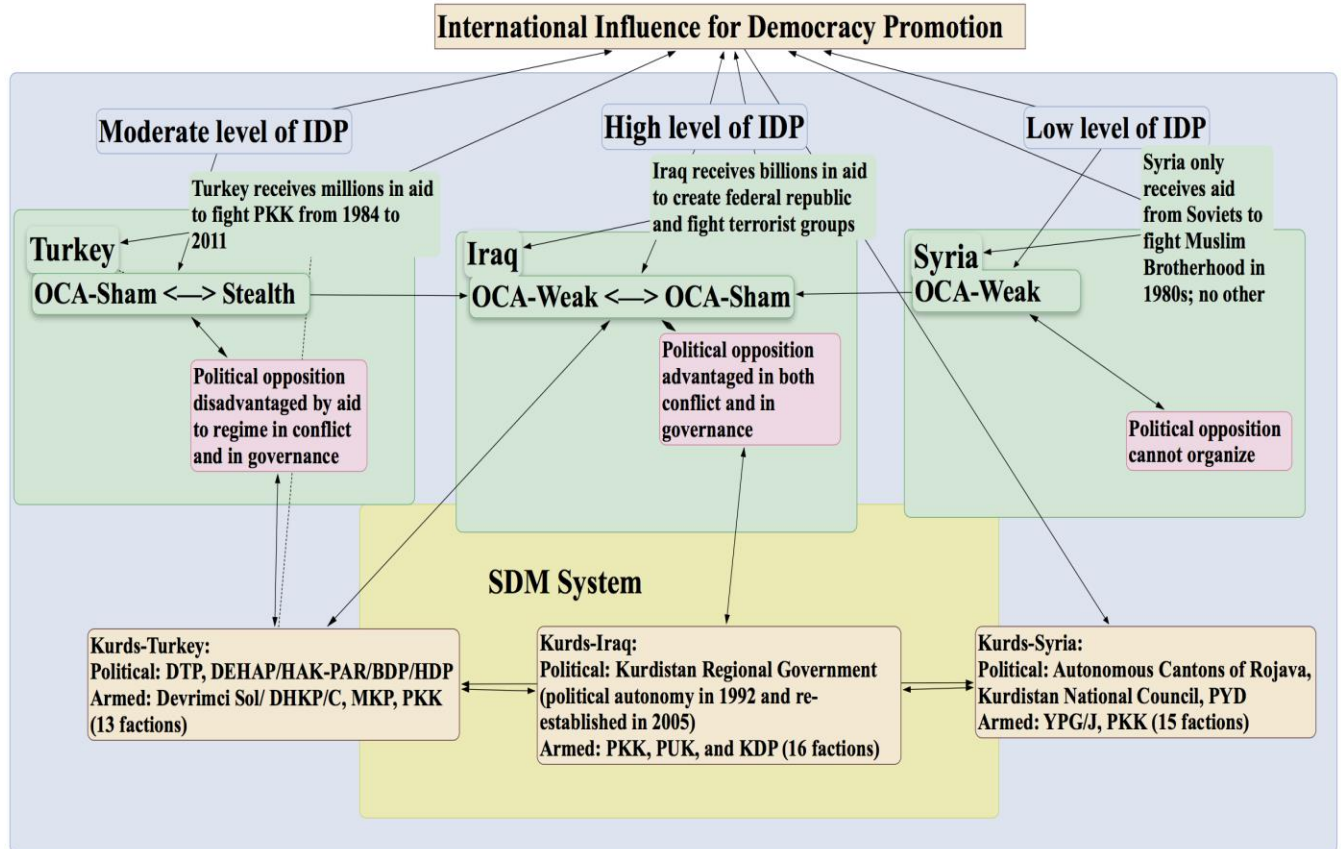 International Influence for Democracy Promotion
Moderate level of IDP
High level of IDP
Low level of IDP
Turkey receives millions in aid
to fight PKK from 1984 to
2011
Iraq receives billions in aid
to create federal republic
and fight terrorist groups
Syria only
receives aid
from Soviets to
fight Muslim
Brotherhood in
1980s; no other
Turkey
OCA-Sham <—> Stealth
Iraq
OCA-Weak <—> OCA-Sham
Syria
OCA-Weak
Political opposition
disadvantaged by aid
to regime in conflict
and in governance
Political opposition
advantaged in both
conflict and in
governance
Political opposition
cannot organize
SDM System
Kurds-Turkey:
Political: DTP, DEHAP/HAK-PAR/BDP/HDP
Armed: Devrimci Sol/ DHKP/C, MKP, PKK
(13 factions)
Kurds-Iraq:
Political: Kurdistan Regional Government
(political autonomy in 1992 and re-
established in 2005)
Armed: PKK, PUK, and KDP (16 factions)
Kurds-Syria:
Political: Autonomous Cantons of Rojava,
Kurdistan National Council, PYD
Armed: YPG/J, PKK (15 factions)